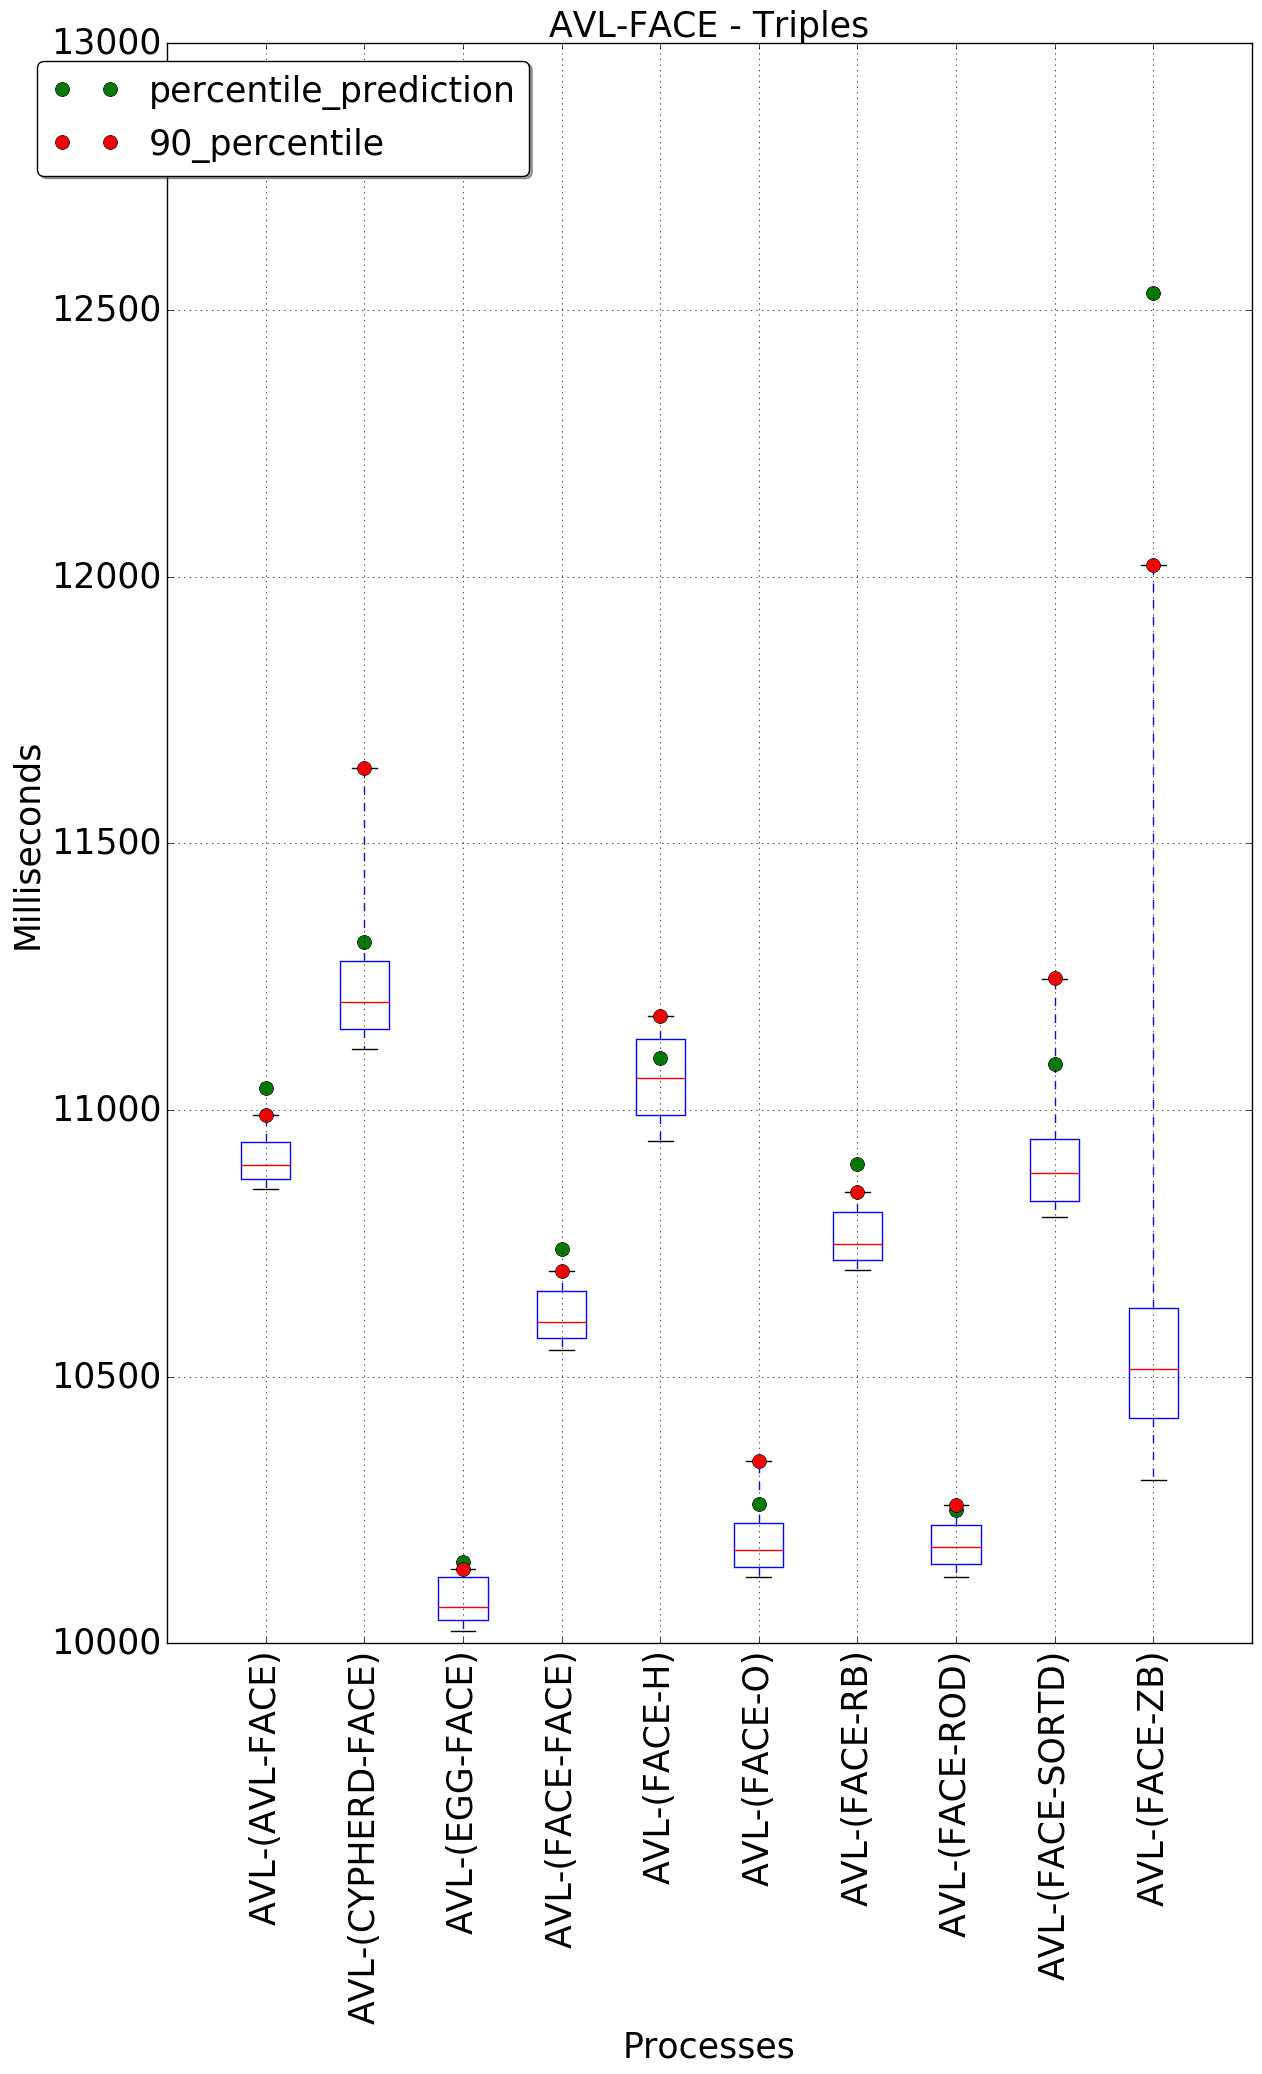 AVL-FACE - Triples
13000
percentile_prediction
90_percentile
12500
12000
11500
11000
10500
10000
Milliseconds
AVL-(AVL-FACE)
AVL-(CYPHERD-FACE)
AVL-(EGG-FACE)
AVL-(FACE-FACE)
AVL-(FACE-H)
AVL-(FACE-O)
AVL-(FACE-RB)
AVL-(FACE-ROD)
AVL-(FACE-SORTD)
AVL-(FACE-ZB)
Processes